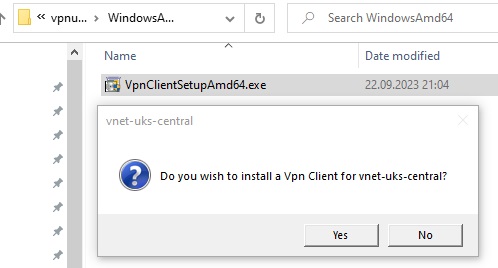 « vpnu... > WindowsA...
Search WindowsAmd64
Name
Date modified
VpnClientSetupAmd64.exe
22.09.2023 21:04
vnet-uks-central
Do you wish to install a Vpn Client for vnet-uks-central?
Yes
No